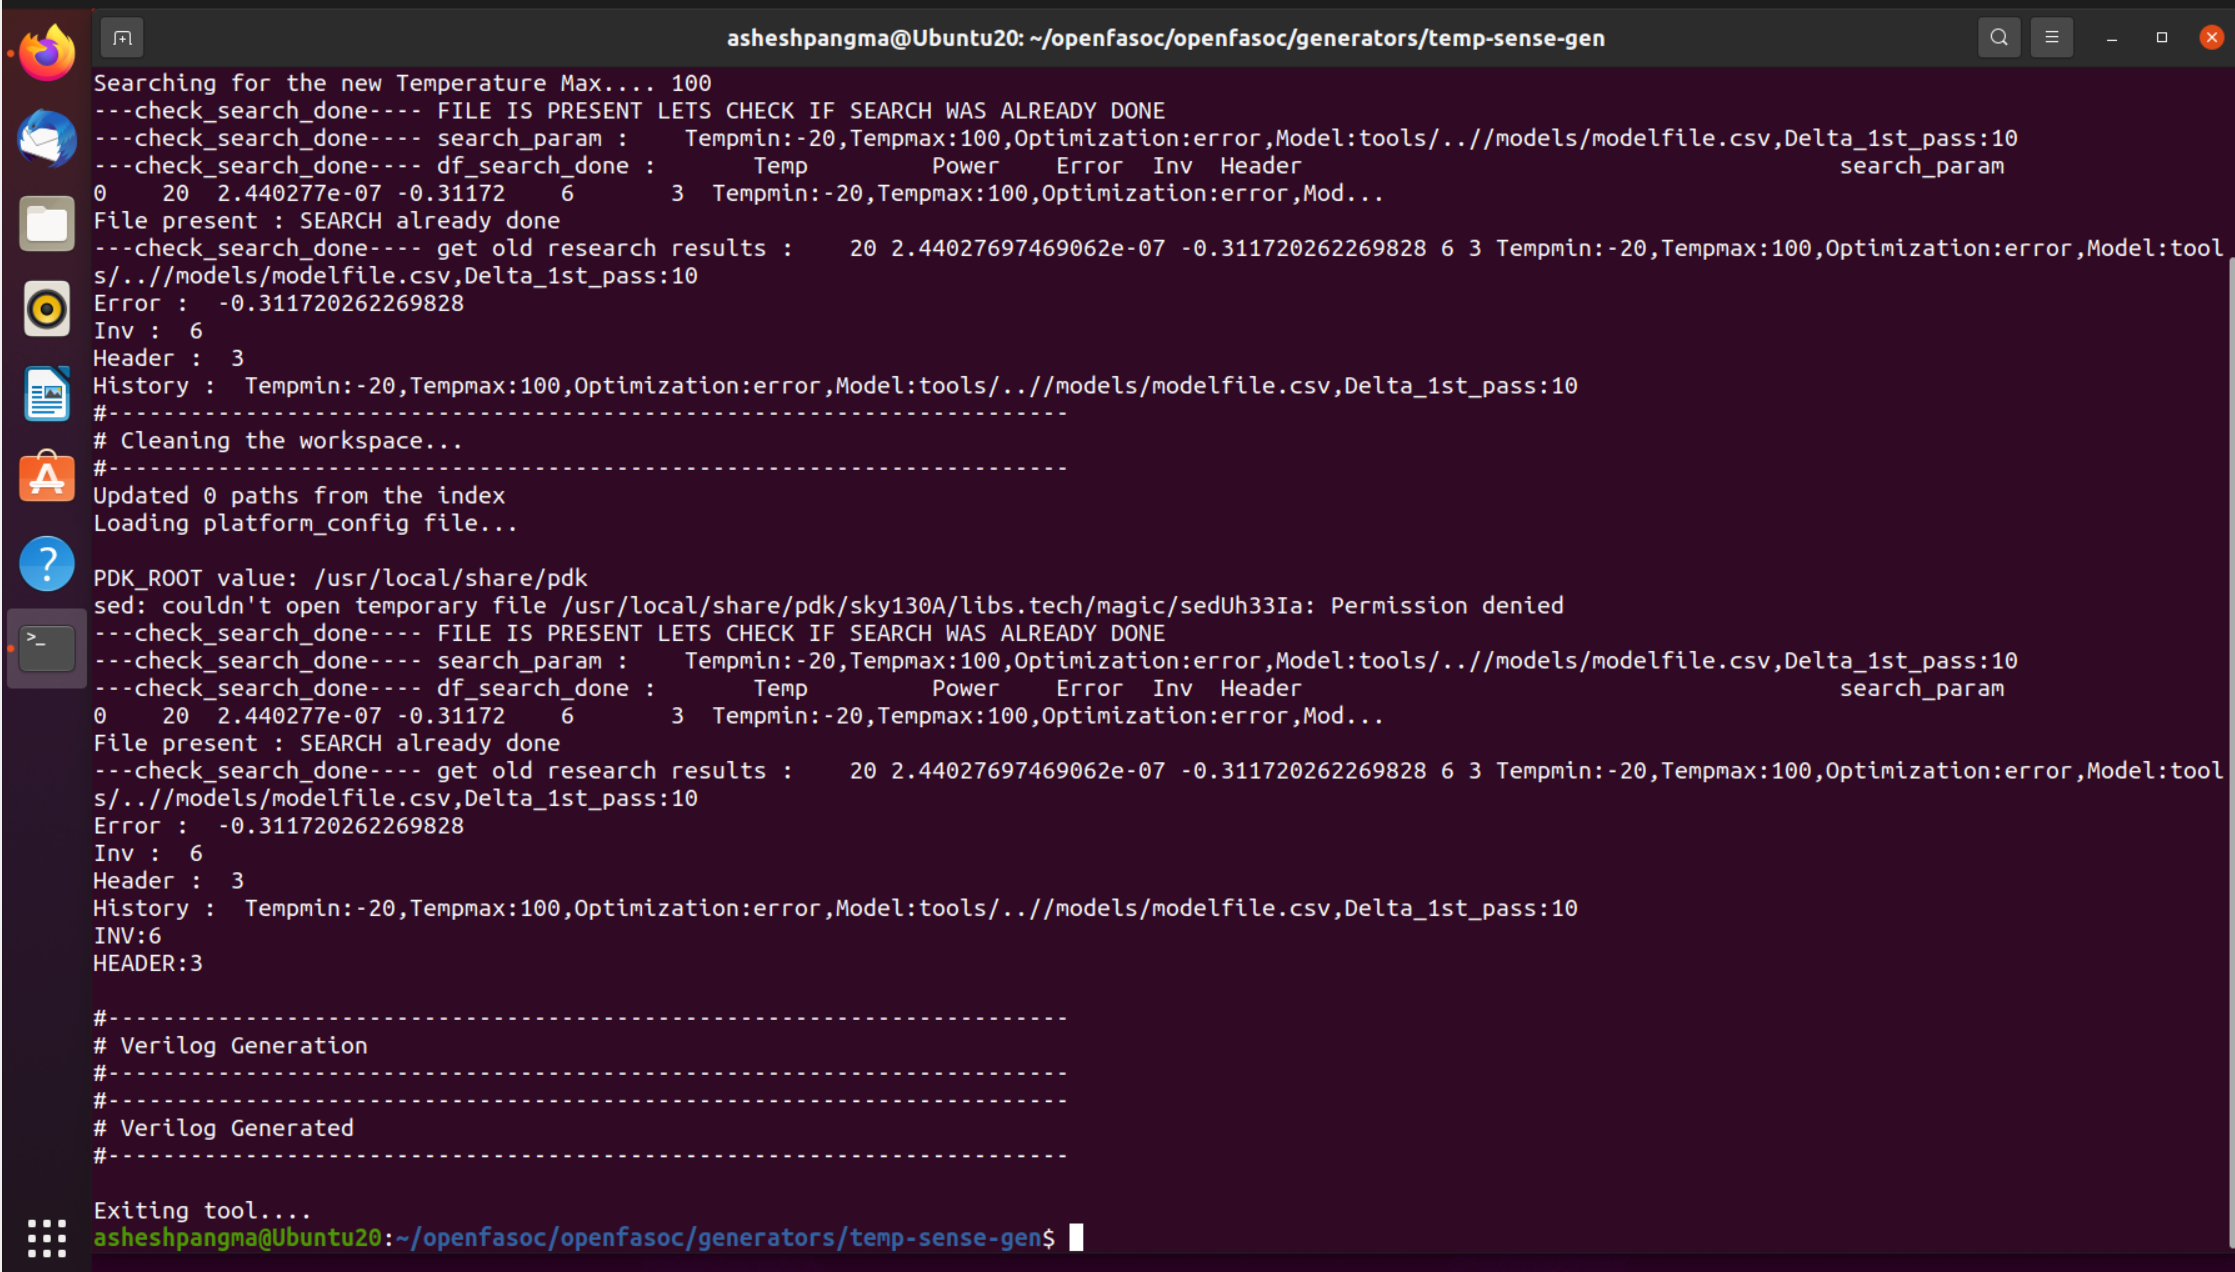 asheshpangma@Ubuntu20: ~/openfasoc/openfasoc/generators/temp-sense-gen
Searching for the new Temperature Max.... 100
---check_search_done---- FILE IS PRESENT LETS CHECK IF SEARCH WAS ALREADY DONE
---check_search_done---- search_param :    Tempmin:-20,Tempmax:100,Optimization:error,Model:tools/..//models/modelfile.csv,Delta_1st_pass:10
---check_search_done---- df_search_done :       Temp         Power    Error  Inv  Header                                       search_param
0    20  2.440277e-07 -0.31172    6       3  Tempmin:-20,Tempmax:100,Optimization:error,Mod...
File present : SEARCH already done
---check_search_done---- get old research results :    20 2.44027697469062e-07 -0.311720262269828 6 3 Tempmin:-20,Tempmax:100,Optimization:error,Model:tool
s/..//models/modelfile.csv,Delta_1st_pass:10
Error :  -0.311720262269828
Inv :  6
Header :  3
History :  Tempmin:-20,Tempmax:100,Optimization:error,Model:tools/..//models/modelfile.csv,Delta_1st_pass:10
#----------------------------------------------------------------------
# Cleaning the workspace...
#----------------------------------------------------------------------
Updated 0 paths from the index
Loading platform_config file...
PDK_ROOT value: /usr/local/share/pdk
sed: couldn't open temporary file /usr/local/share/pdk/sky130A/libs.tech/magic/sedUh33Ia: Permission denied
---check_search_done---- FILE IS PRESENT LETS CHECK IF SEARCH WAS ALREADY DONE
---check_search_done---- search_param :    Tempmin:-20,Tempmax:100,Optimization:error,Model:tools/..//models/modelfile.csv,Delta_1st_pass:10
---check_search_done---- df_search_done :       Temp         Power    Error  Inv  Header                                       search_param
0    20  2.440277e-07 -0.31172    6       3  Tempmin:-20,Tempmax:100,Optimization:error,Mod...
File present : SEARCH already done
---check_search_done---- get old research results :    20 2.44027697469062e-07 -0.311720262269828 6 3 Tempmin:-20,Tempmax:100,Optimization:error,Model:tool
s/..//models/modelfile.csv,Delta_1st_pass:10
Error :  -0.311720262269828
Inv :  6
Header :  3
History :  Tempmin:-20,Tempmax:100,Optimization:error,Model:tools/..//models/modelfile.csv,Delta_1st_pass:10
INV:6
HEADER:3
#----------------------------------------------------------------------
# Verilog Generation
#----------------------------------------------------------------------
#----------------------------------------------------------------------
# Verilog Generated
#----------------------------------------------------------------------
Exiting tool....
asheshpangma@Ubuntu20:~/openfasoc/openfasoc/generators/temp-sense-gen$